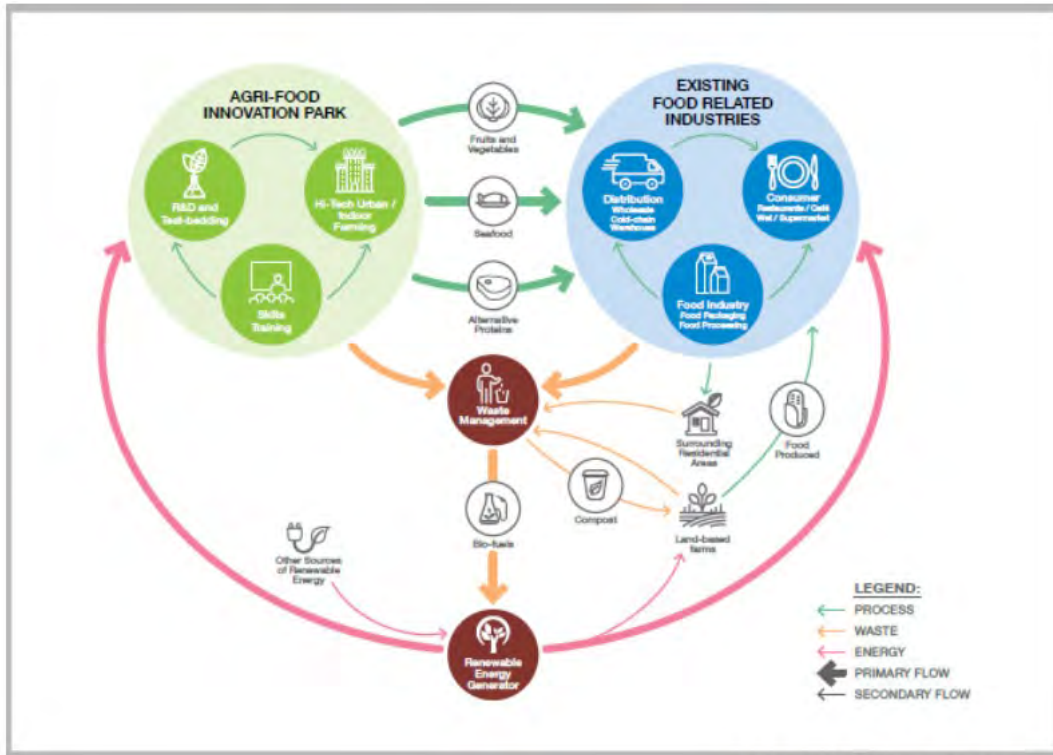 AGRI-FOOD
INNOVATION PARK
R&D and
Test-bedding
Hi-Tech Urban /
Indoor
Farming
Skills
Training
Fruits and
Vegetables
Seafood
Alternative
Proteins
EXISTING
FOOD RELATED
INDUSTRIES
Distribution
Wholesale
Cold-chain
Warehouse
Consumer
Restaurants / Café
Wet / Supermarket
Food Industry
Food Packaging
Food Processing
Waste
Management
Surrounding
Residential
Areas
Food
Produced
Bio-fuels
Compost
Land-based
farms
Other Sources
of Renewable
Energy
Renewable
Energy
Generator
LEGEND:
PROCESS
WASTE
ENERGY
PRIMARY FLOW
SECONDARY FLOW